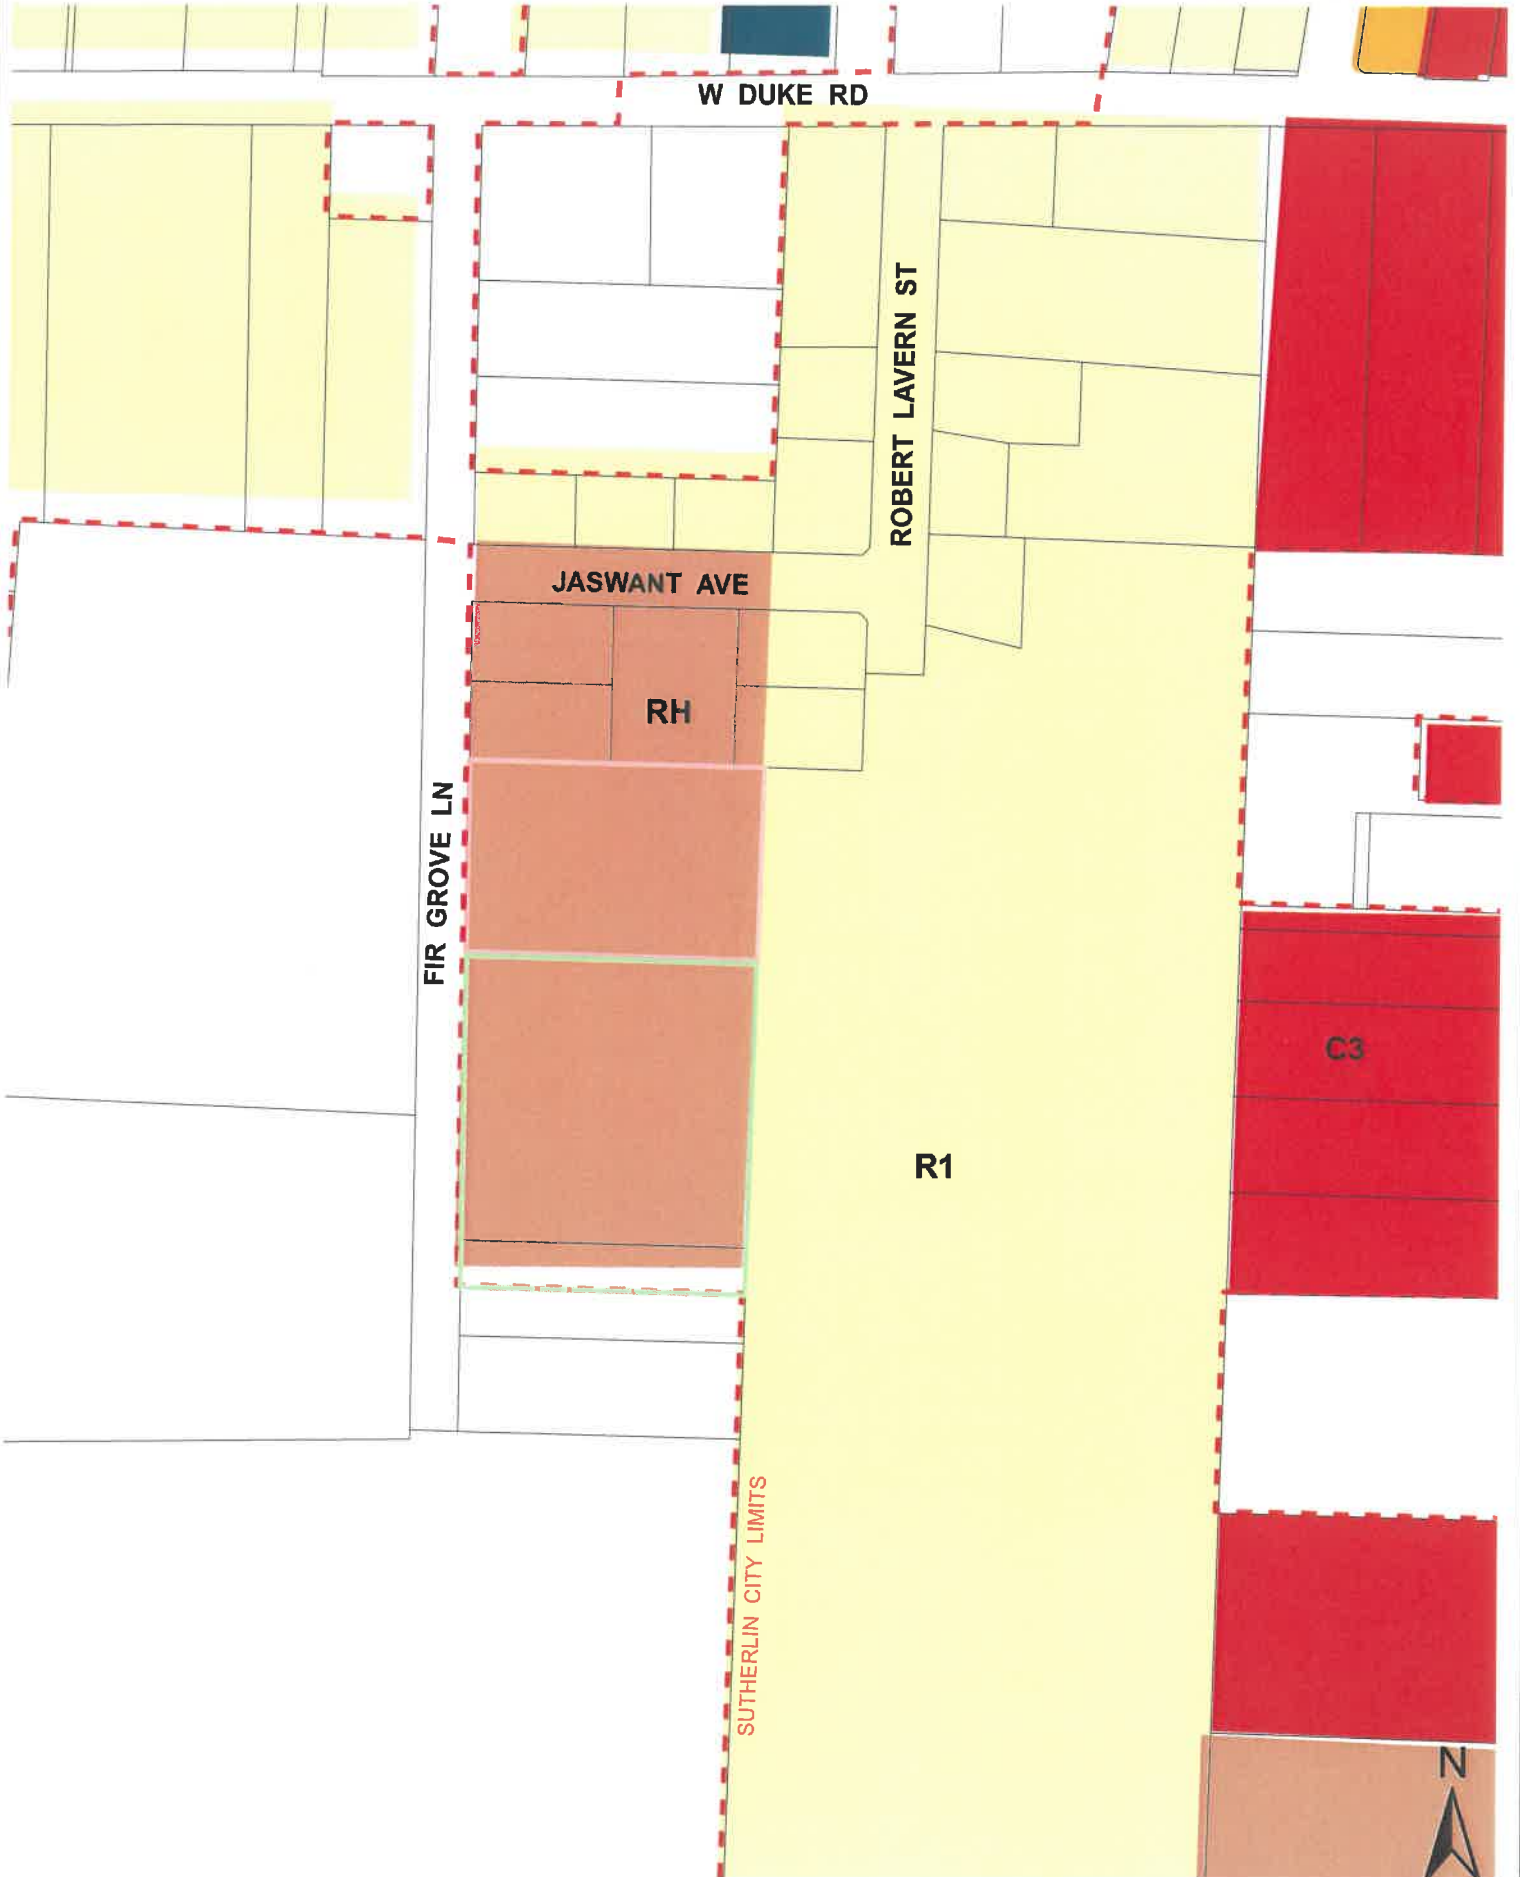 W DUKE RD
ROBERT LAVERN ST
JASWANT AVE
RH
FIR GROVE LN
C3
R1
SUTHERLIN CITY LIMITS
N